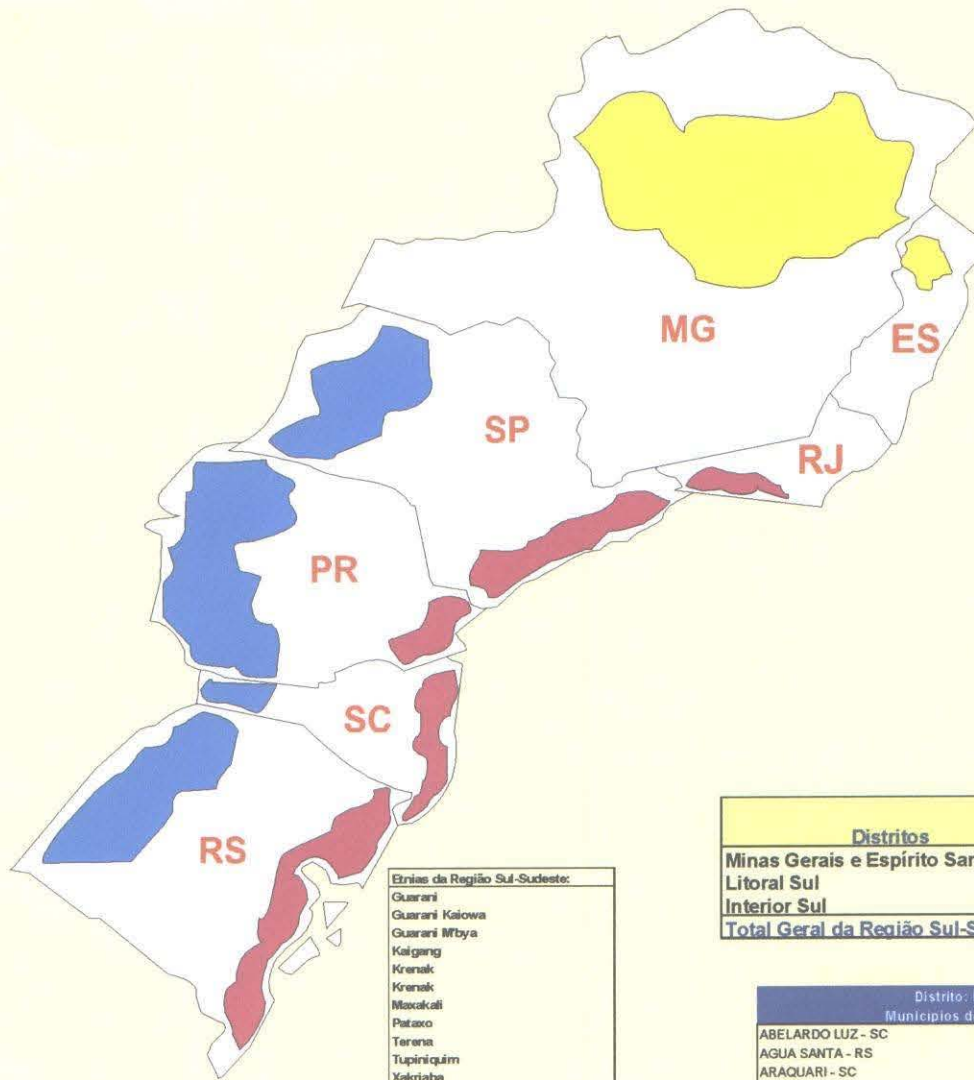 MG
ES
SP
RJ
PR
SC
RS
Etnias da Região Sul-Sudeste:
Guarani
Guarani Kaiowa
Guarani M'bya
Kaigang
Krenak
Krenak
Maxakali
Pataxo
Terena
Tupiniquim
Xakriaba
Distritos
Minas Gerais e Espírito San
Litoral Sul
Interior Sul
Total Geral da Região Sul-S
Distrito:
Municipios d
ABELARDO LUZ - SC
AGUA SANTA - RS
ARAQUARI - SC